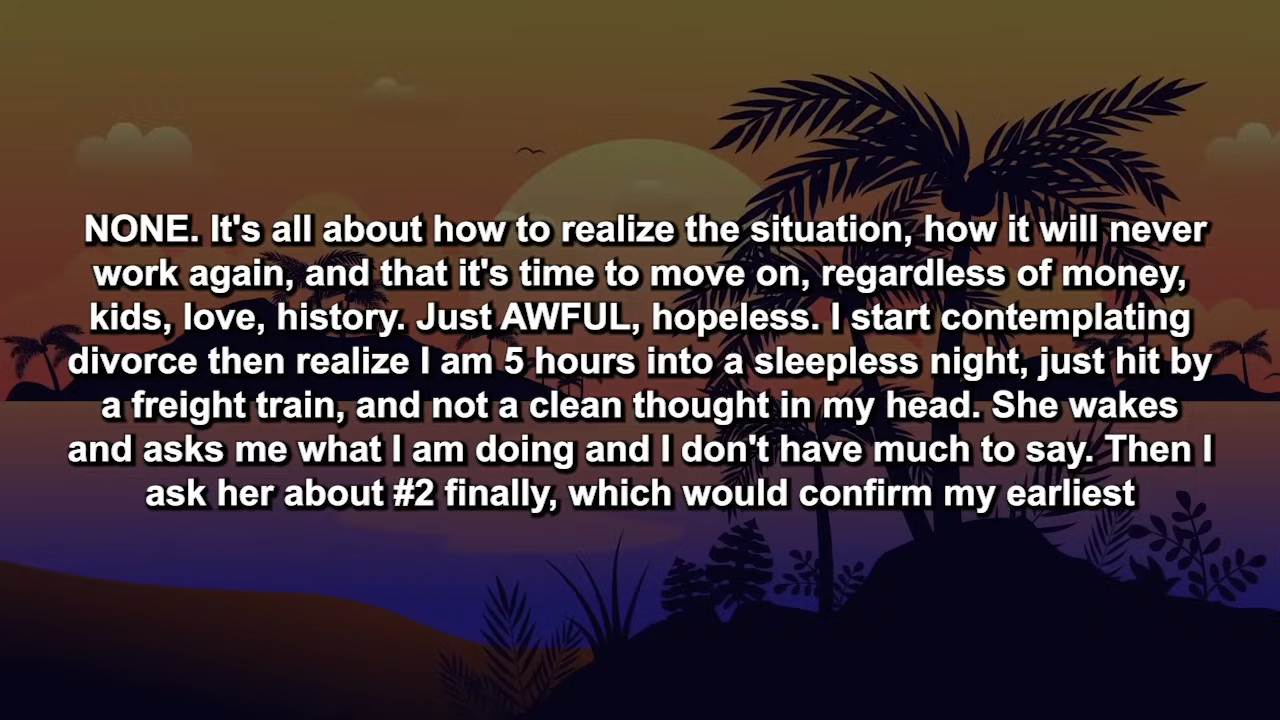 NONE. It's all about how to realize the situation, how it will never
work again, and that it's time to move on, regardless of money,
kids, love, history. Just AWFUL, hopeless. I start contemplating
divorce then realize I am 5 hours into a sleepless night, just hit by
a freight train, and not a clean thought in my head. She wakes
and asks me what I am doing and I don't have much to say. Then I
ask her about #2 finally, which would confirm my earliest